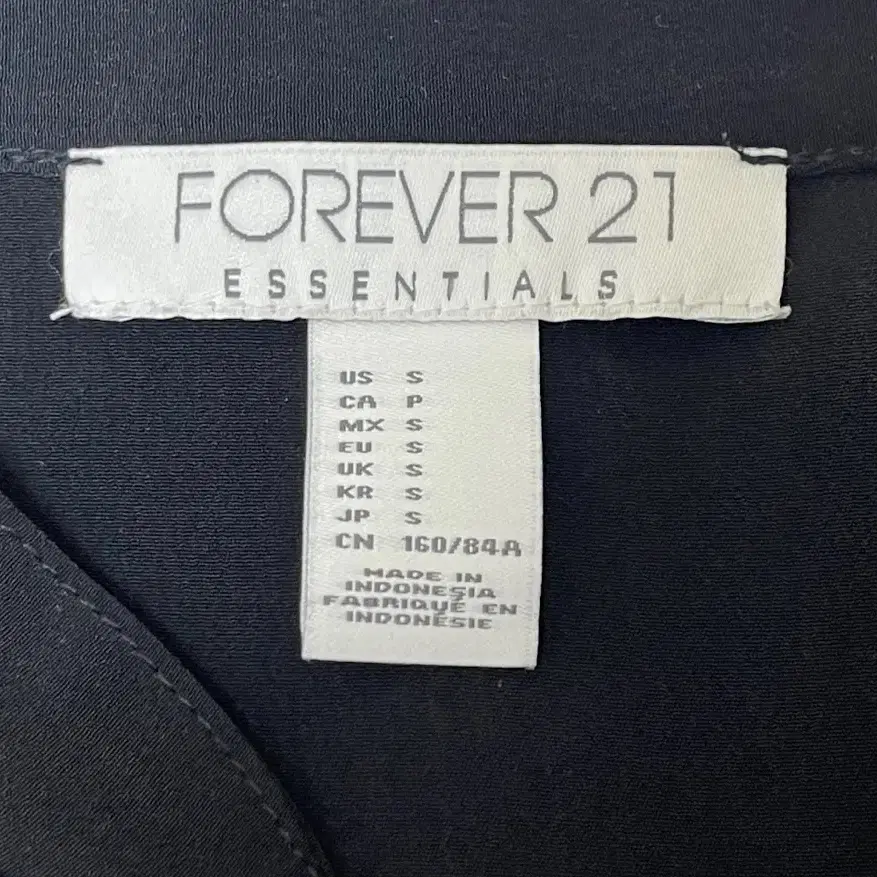 FOREVER 21
ESSENTIALS
US S
CA P
MX S
EU S
UK S
KR S
JP S
CN 160/84A
MADE IN
INDONESIA
FABRIQUÉ EN
INDONÉSIE